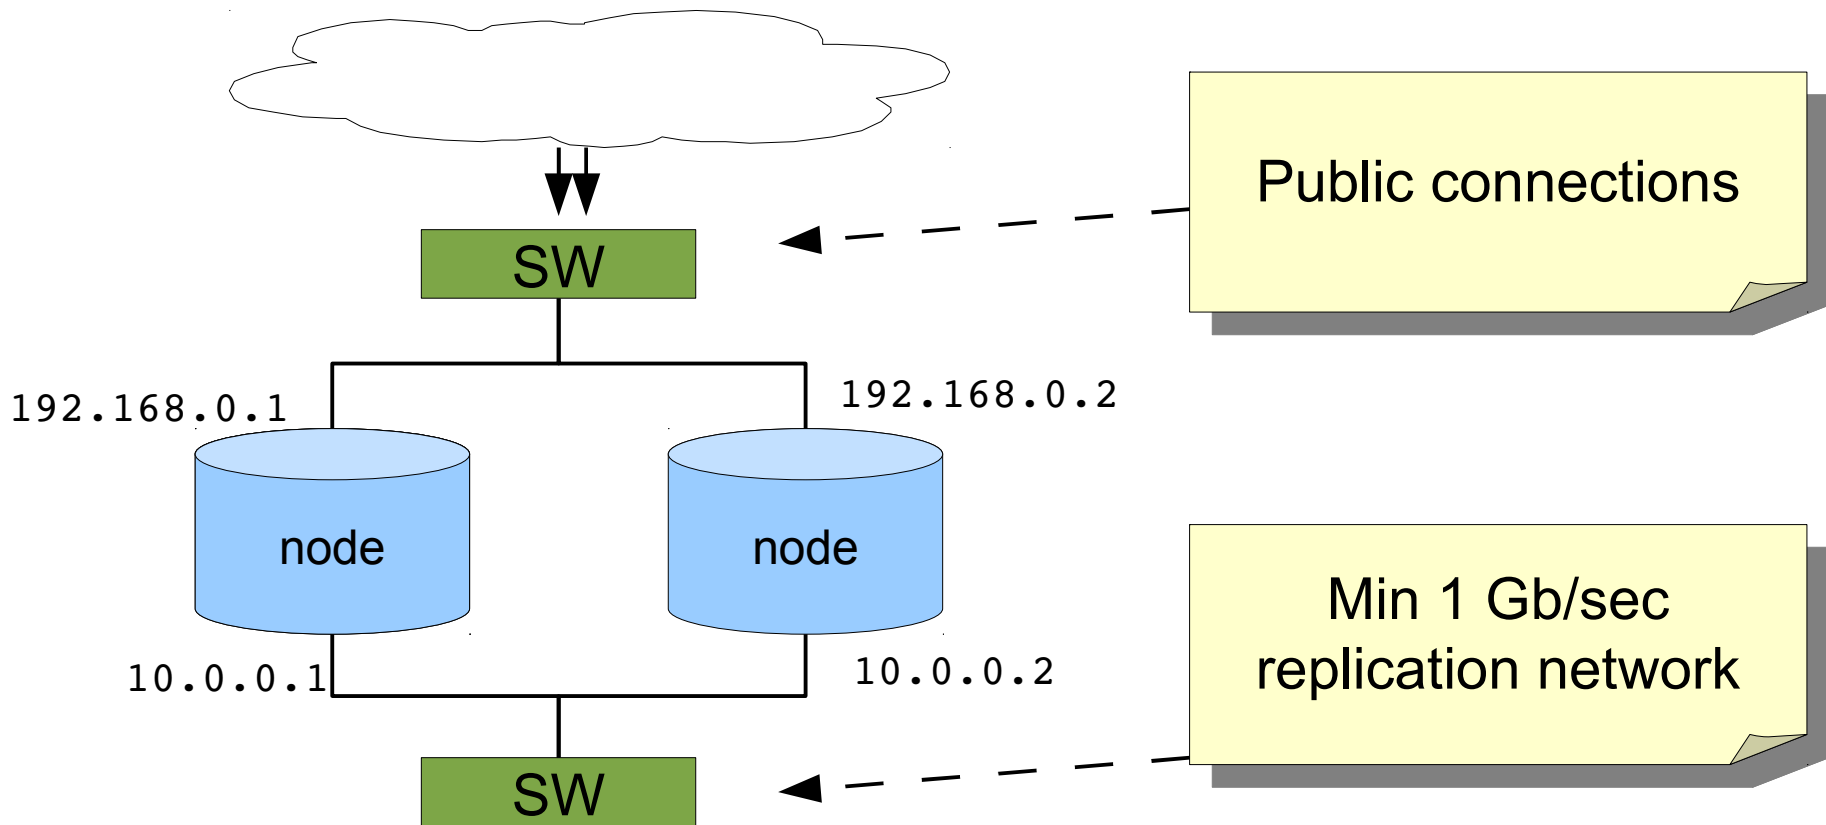 Public connections
SW
192.168.0.1
192.168.0.2
node
node
Min 1 Gb/sec
replication network
10.0.0.1
10.0.0.2
SW